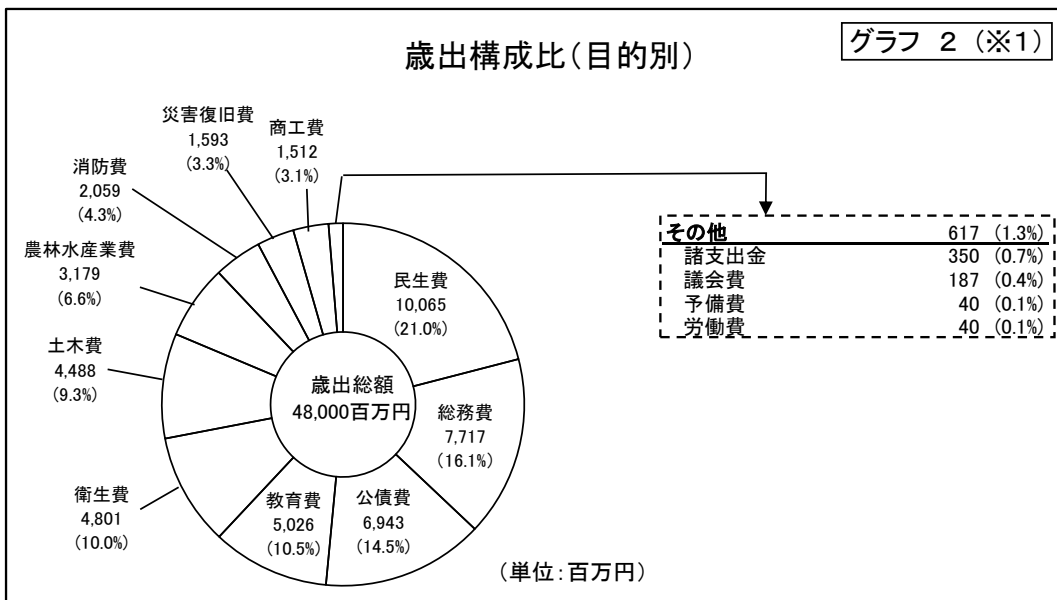 グラフ 2 (※1)
歳出構成比(目的別)
災害復旧費
1,593
(3.3%)
商工費
1,512
(3.1%)
消防費
2,059
(4.3%)
農林水産業費
3,179
(6.6%)
土木費
4,488
(9.3%)
衛生費
4,801
(10.0%)
教育費
5,026
(10.5%)
公債費
6,943
(14.5%)
総務費
7,717
(16.1%)
民生費
10,065
(21.0%)
歳出総額
48,000百万円
その他 617 (1.3%)
諸支出金 350 (0.7%)
議会費 187 (0.4%)
予備費 40 (0.1%)
労働費 40 (0.1%)
(単位:百万円)